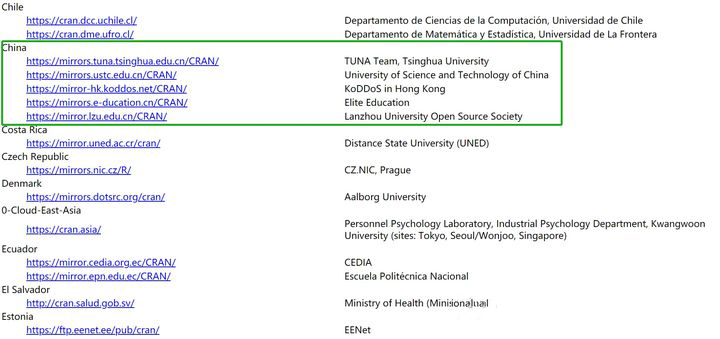 Chile
https://cran.dcc.uchile.cl/ Departamento de Ciencias de la Computación, Universidad de Chile
https://cran.dme.ufro.cl/ Departamento de Matemática y Estadística, Universidad de La Frontera
China
https://mirrors.tuna.tsinghua.edu.cn/CRAN/ TUNA Team, Tsinghua University
https://mirrors.ustc.edu.cn/CRAN/ University of Science and Technology of China
https://mirror-hk.koddos.net/CRAN/ KoDDoS in Hong Kong
https://mirrors.e-ducation.cn/CRAN/ Elite Education
https://mirror.lzu.edu.cn/CRAN/ Lanzhou University Open Source Society
Costa Rica
https://mirror.uned.ac.cr/cran/ Distance State University (UNED)
Czech Republic
https://mirrors.nic.cz/R/ CZ.NIC, Prague
Denmark
https://mirrors.dotsrc.org/cran/ Aalborg University
0-Cloud-East-Asia
https://cran.asia/ Personnel Psychology Laboratory, Industrial Psychology Department, Kwangwoon
University (sites: Tokyo, Seoul/Wonjoo, Singapore)
Ecuador
https://mirror.cedia.org.ec/CRAN/ CEDIA
https://mirror.epn.edu.ec/CRAN/ Escuela Politécnica Nacional
El Salvador
http://cran.salud.gob.sv/ Ministry of Health
Estonia
https://ftp.eenet.ee/pub/cran/ EENet